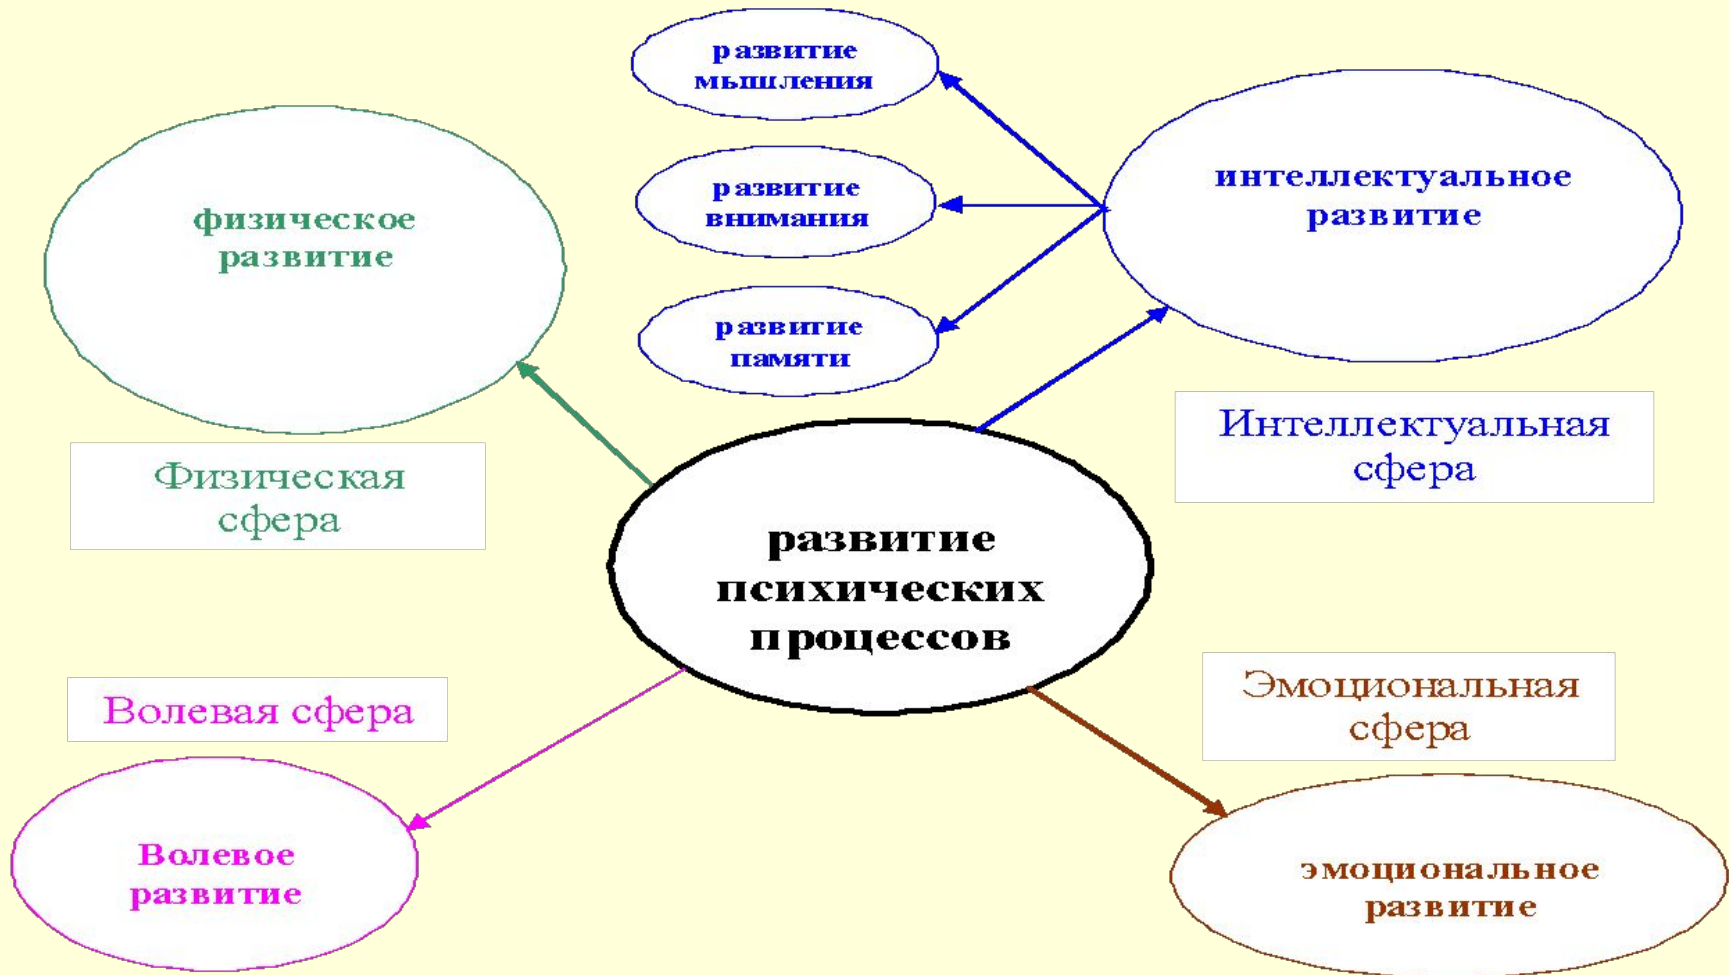 развитие
мышления
развитие
внимания
развитие
памяти
интеллектуальное
развитие
физическое
развитие
Интеллектуальная
сфера
Физическая
сфера
развитие
психических
процессов
Волевая сфера
Эмоциональная
сфера
Волевое
развитие
эмоциональное
развитие